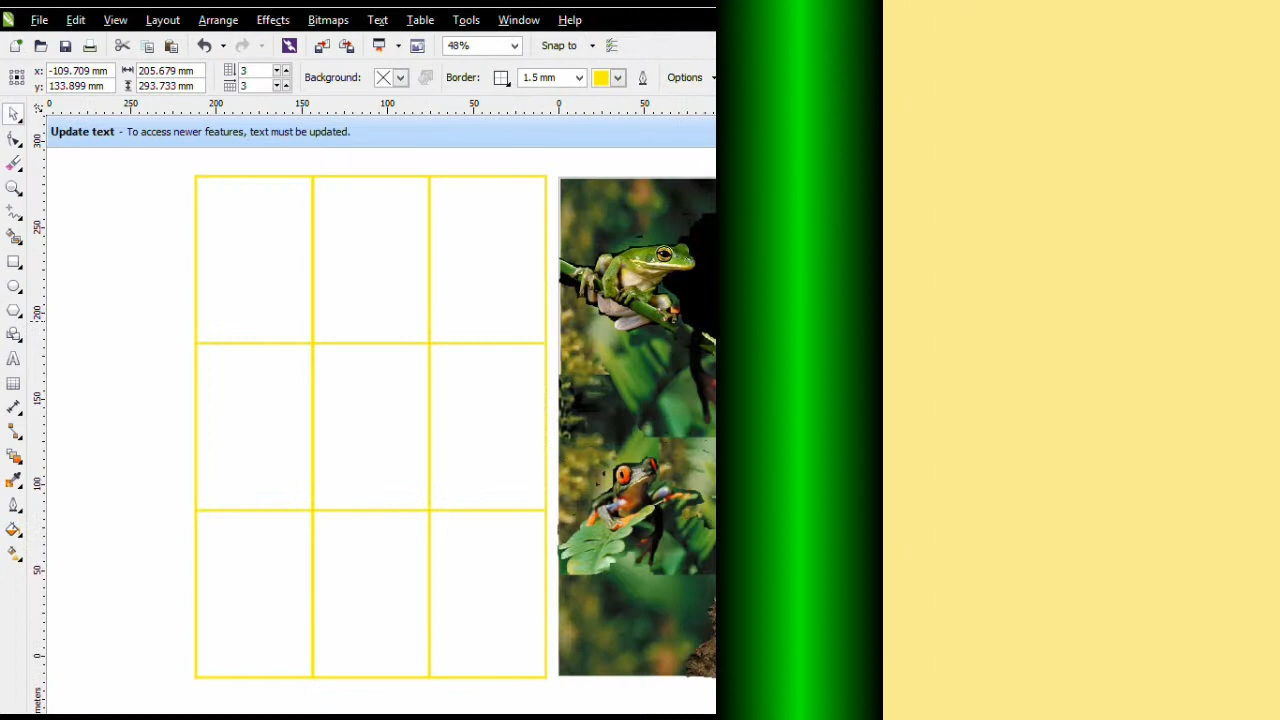 File Edit View Layout Arrange Effects Bitmaps Text Table Tools Window Help
48% Snap to
x: -109.709 mm 205.679 mm 3 Background: Border: 1.5 mm Options
y: 133.899 mm 293.733 mm 3
0 250 200 150 100 50 0 50
Update text - To access newer features, text must be updated.
300
250
200
150
100
50
0
meters